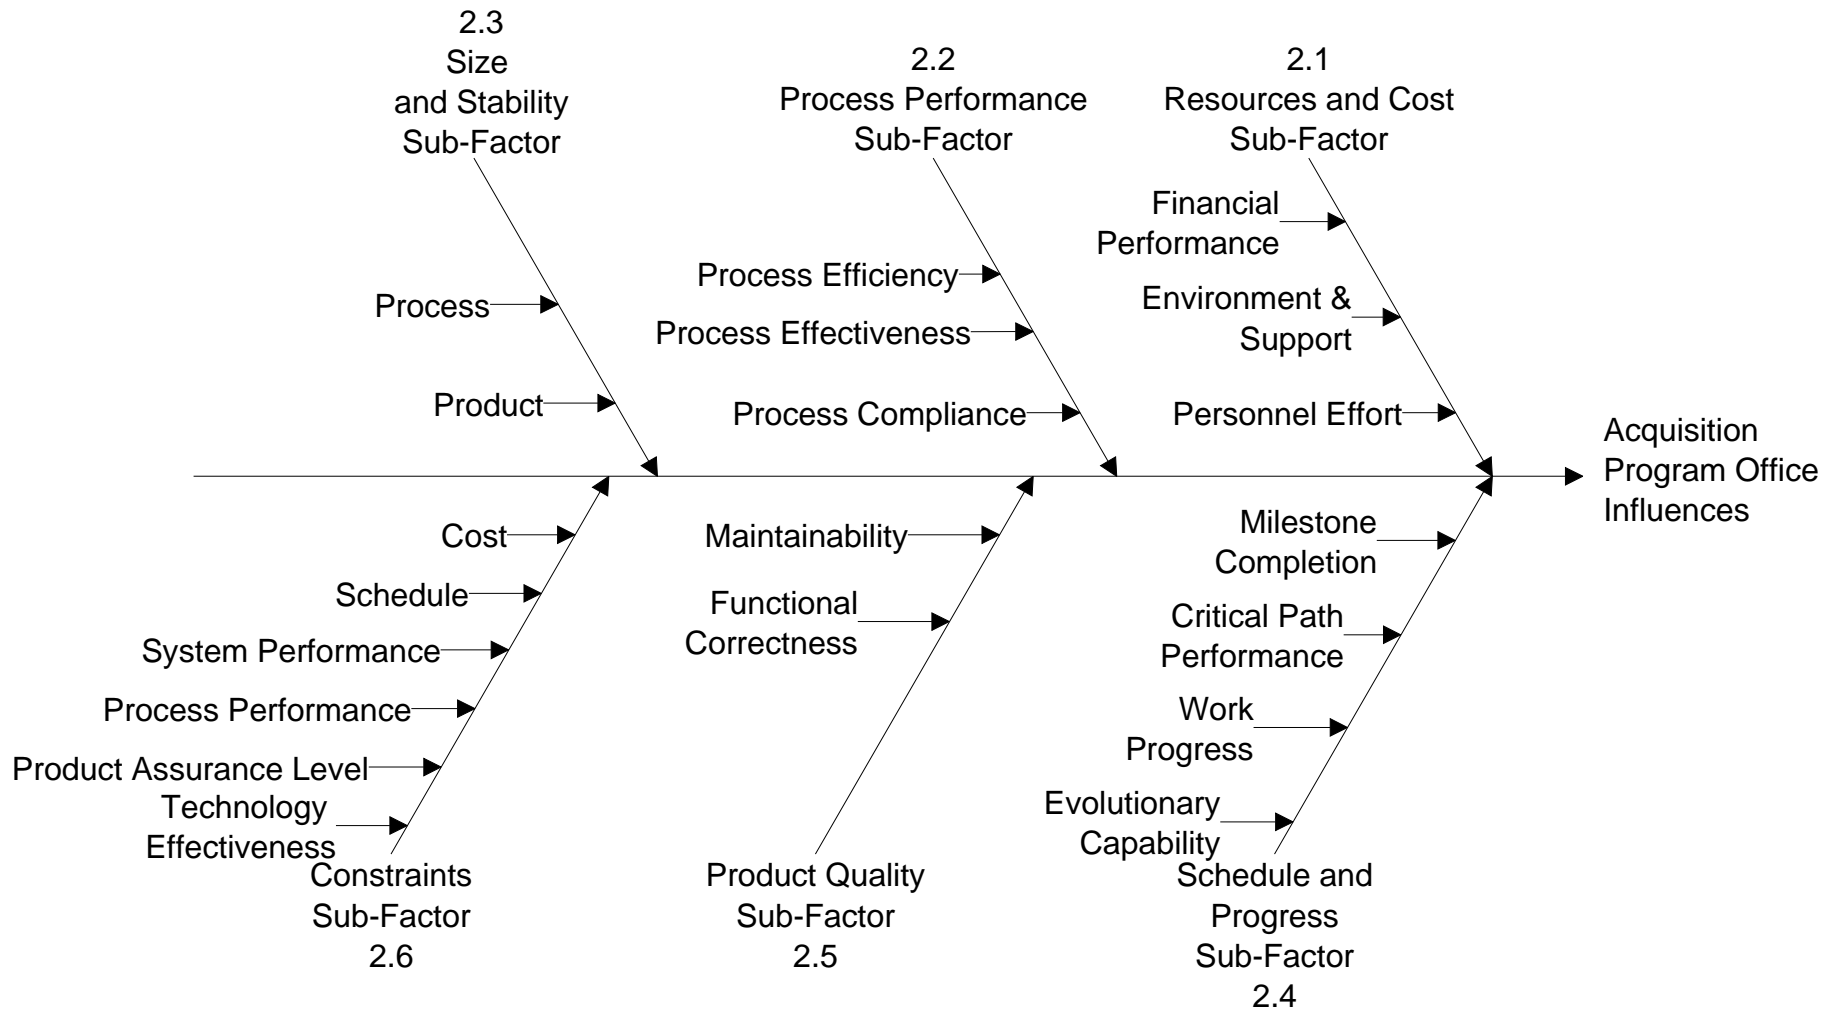 2.3
Size
and Stability
Sub-Factor
2.2
Process Performance
Sub-Factor
2.1
Resources and Cost
Sub-Factor
Process
Product
Process Efficiency
Process Effectiveness
Process Compliance
Financial
Performance
Environment &
Support
Personnel Effort
Acquisition
Program Office
Influences
Cost
Schedule
System Performance
Process Performance
Product Assurance Level
Technology
Effectiveness
Constraints
Sub-Factor
2.6
Maintainability
Functional
Correctness
Product Quality
Sub-Factor
2.5
Milestone
Completion
Critical Path
Performance
Work
Progress
Evolutionary
Capability
Schedule and
Progress
Sub-Factor
2.4